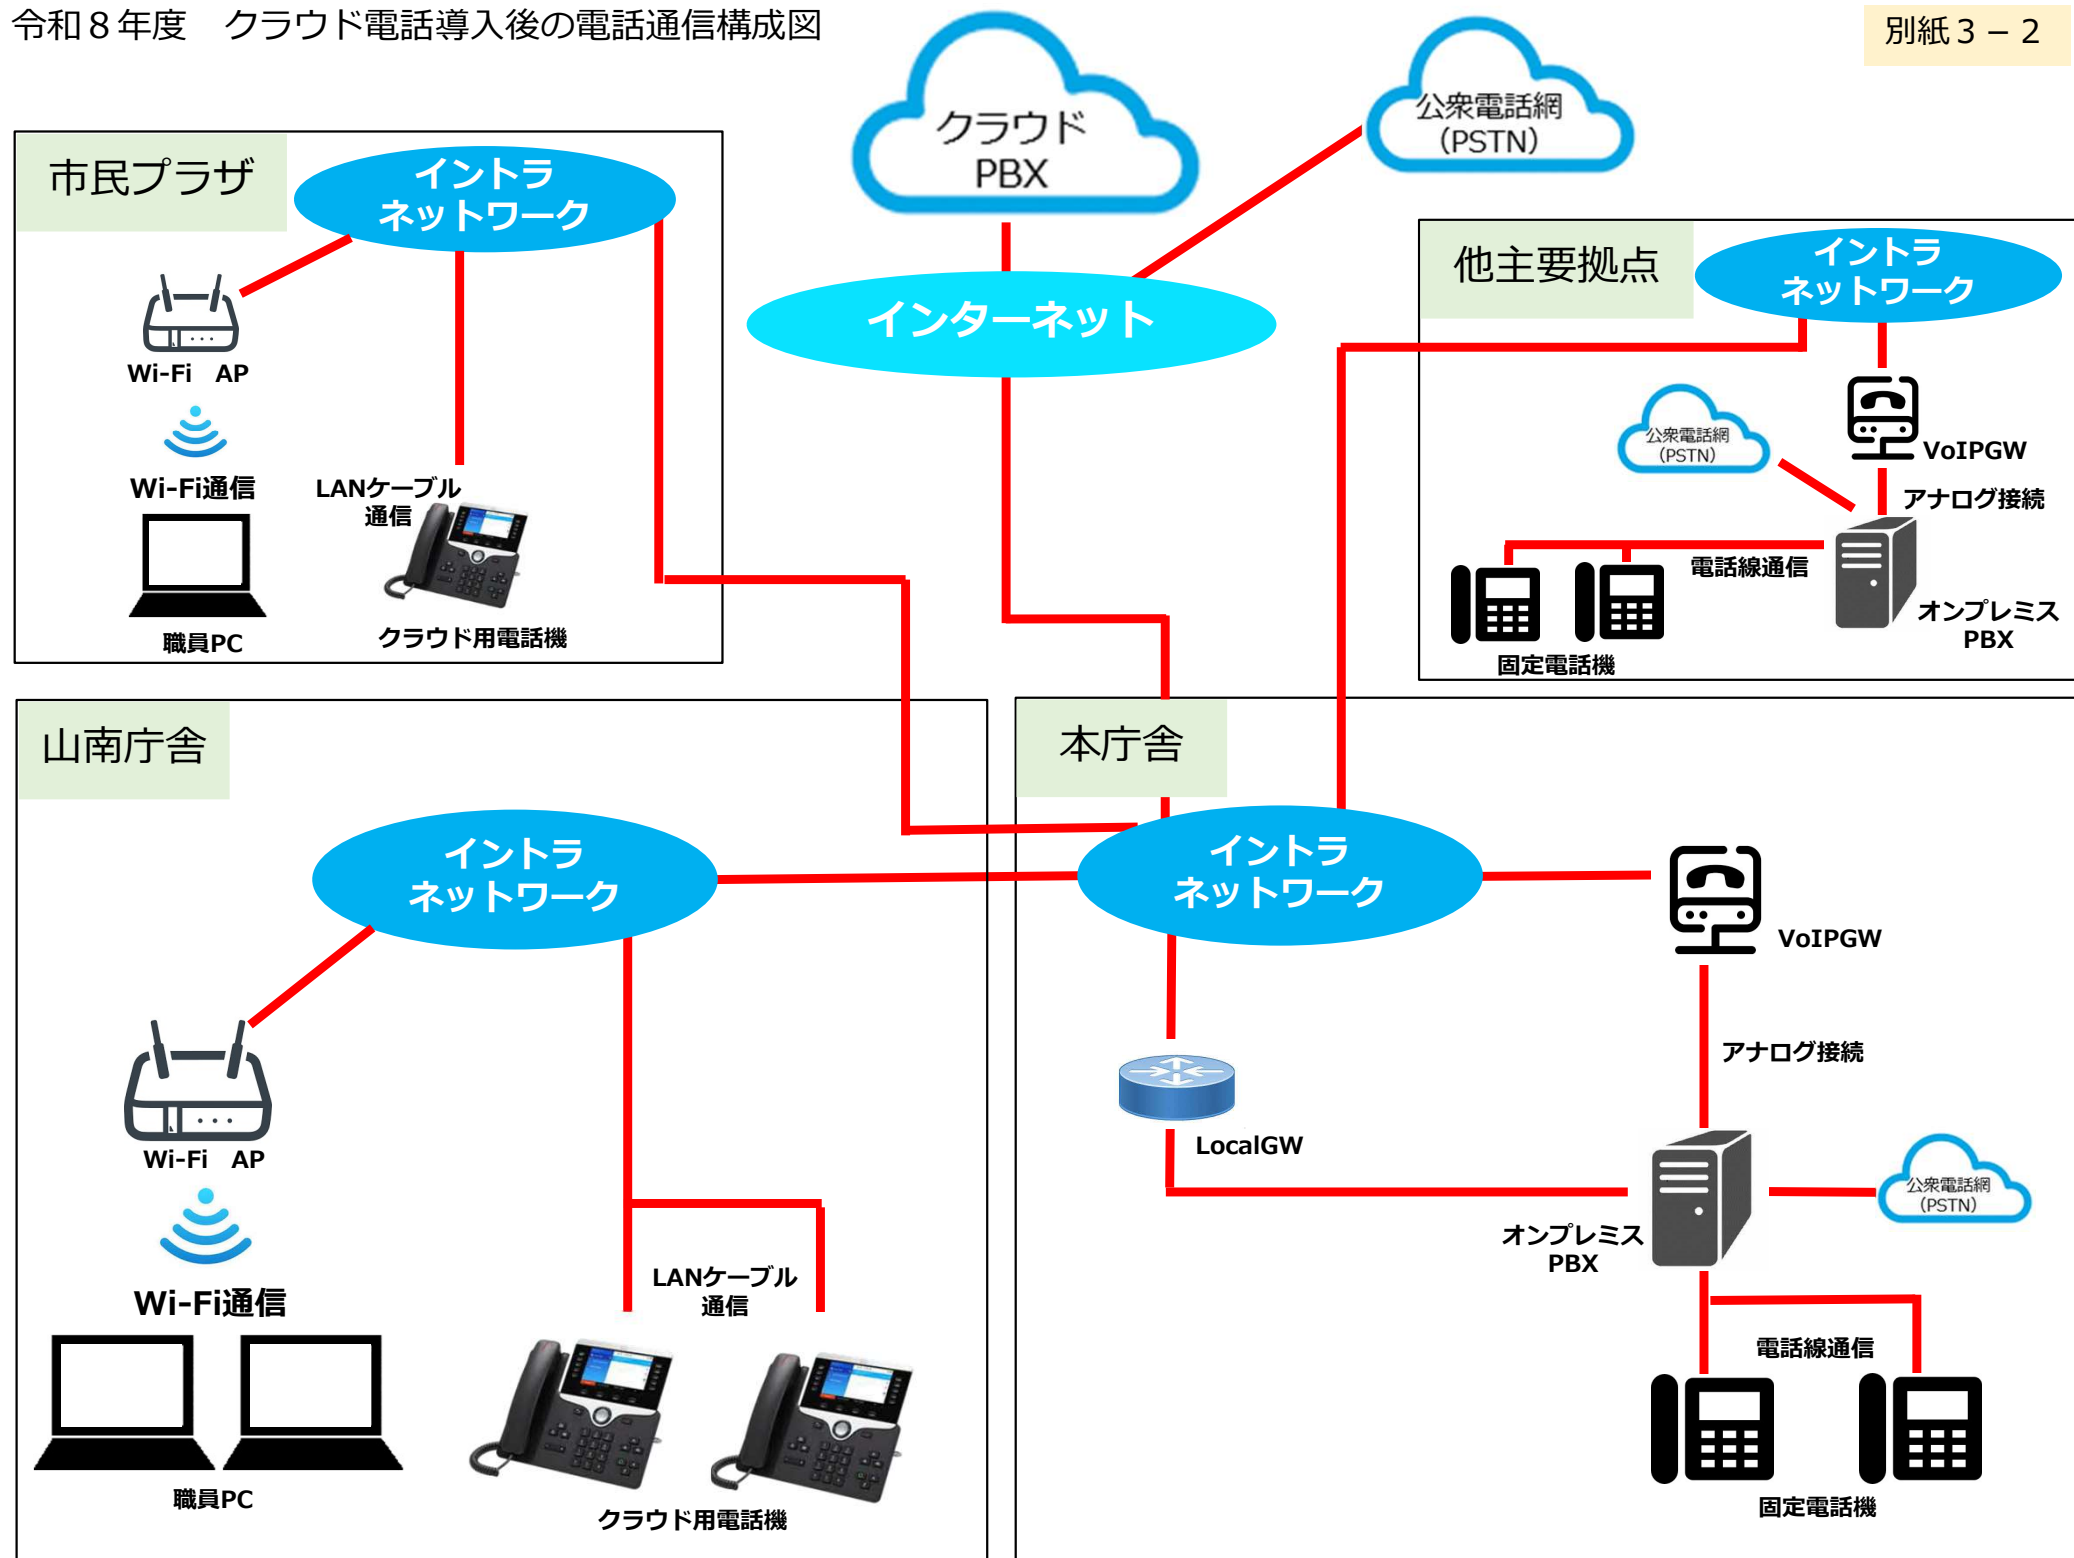 令和８年度　クラウド電話導入後の電話通信構成図
別紙３－２
クラウド
PBX
公衆電話網
（PSTN）
インターネット
市民プラザ
イントラ
ネットワーク
Wi-Fi　AP
Wi-Fi通信
職員PC
LANケーブル
通信
クラウド用電話機
他主要拠点
イントラ
ネットワーク
公衆電話網
（PSTN）
VoIPGW
アナログ接続
電話線通信
オンプレミス
PBX
固定電話機
山南庁舎
イントラ
ネットワーク
Wi-Fi　AP
Wi-Fi通信
職員PC
LANケーブル
通信
クラウド用電話機
本庁舎
イントラ
ネットワーク
VoIPGW
アナログ接続
LocalGW
オンプレミス
PBX
公衆電話網
（PSTN）
電話線通信
固定電話機